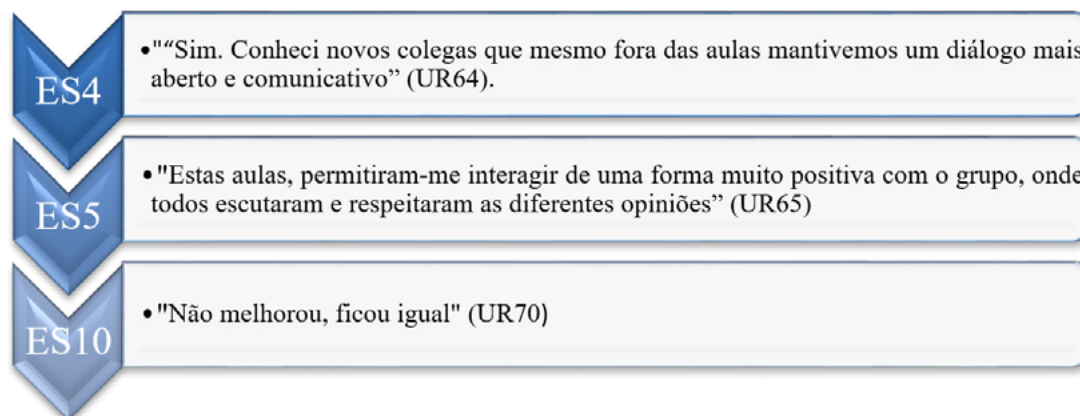 ES4
•"“Sim. Conheci novos colegas que mesmo fora das aulas mantivemos um diálogo mais
aberto e comunicativo” (UR64).
ES5
•"Estas aulas, permitiram-me interagir de uma forma muito positiva com o grupo, onde
todos escutaram e respeitaram as diferentes opiniões” (UR65)
ES10
•"Não melhorou, ficou igual" (UR70)